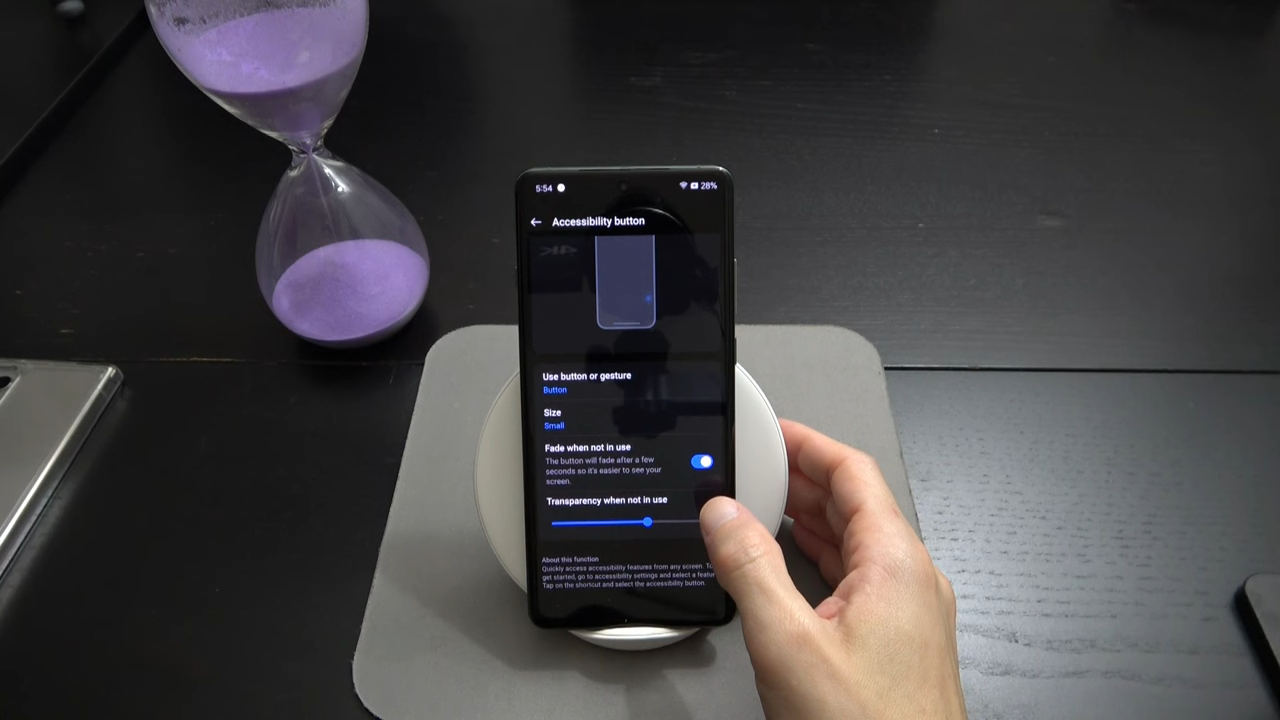 5:54
28%
Accessibility button
Use button or gesture
Button
Size
Small
Fade when not in use
The button will fade after a few
seconds so it's easier to see your
screen.
Transparency when not in use
About this function
Quickly access accessibility features from any screen. To
get started, go to accessibility settings and select a
Tap on the shortcut and select the accessibility button.